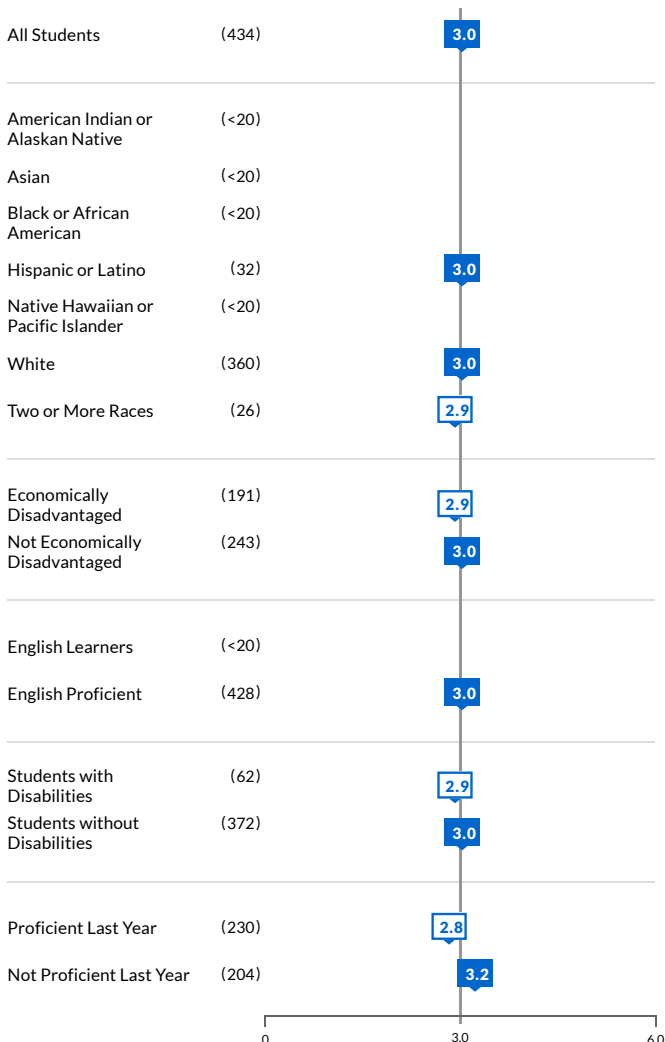 All Students (434) 3.0
American Indian or (<20)
Alaskan Native
Asian (<20)
Black or African (<20)
American
Hispanic or Latino (32) 3.0
Native Hawaiian or (<20)
Pacific Islander
White (360) 3.0
Two or More Races (26) 2.9
Economically (191) 2.9
Disadvantaged
Not Economically (243) 3.0
Disadvantaged
English Learners (<20)
English Proficient (428) 3.0
Students with (62) 2.9
Disabilities
Students without (372) 3.0
Disabilities
Proficient Last Year (230) 2.8
Not Proficient Last Year (204) 3.2
0 3.0 6.0